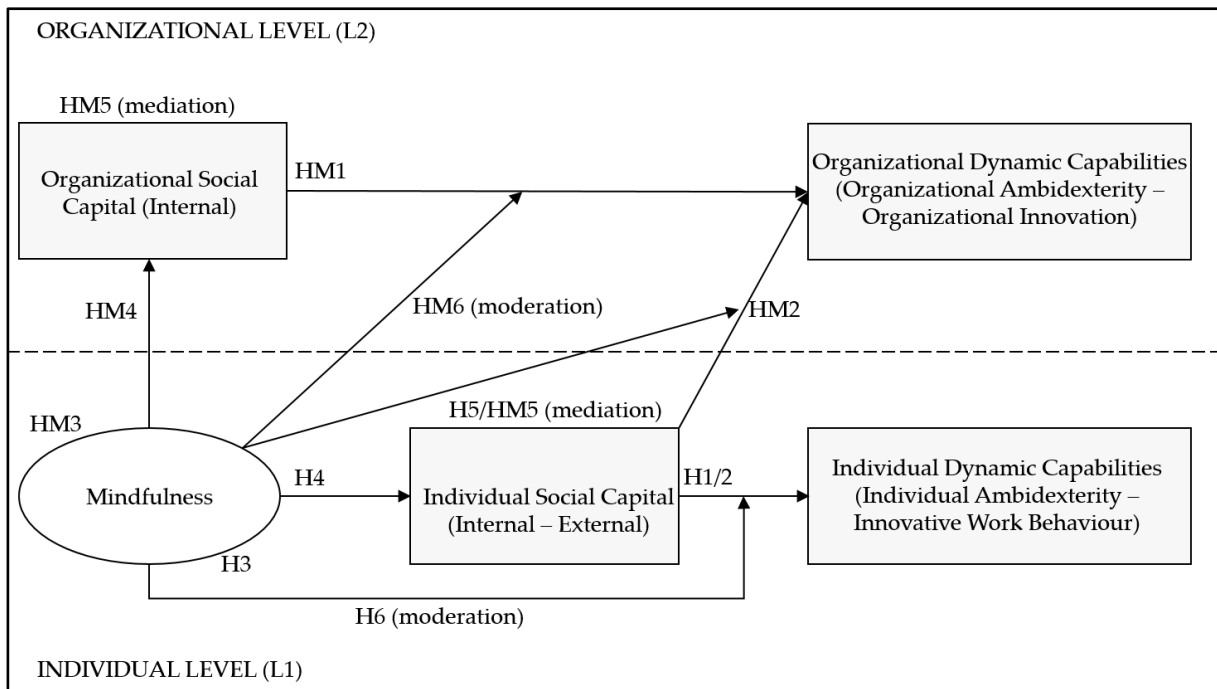 ORGANIZATIONAL LEVEL (L2)
HM5 (mediation)
Organizational Social
Capital (Internal)
HM1
Organizational Dynamic Capabilities
(Organizational Ambidexterity –
Organizational Innovation)
HM4
HM6 (moderation)
HM2
HM3
H5/HM5 (mediation)
Mindfulness
H4
Individual Social Capital
(Internal – External)
H1/2
Individual Dynamic Capabilities
(Individual Ambidexterity –
Innovative Work Behaviour)
H3
H6 (moderation)
INDIVIDUAL LEVEL (L1)